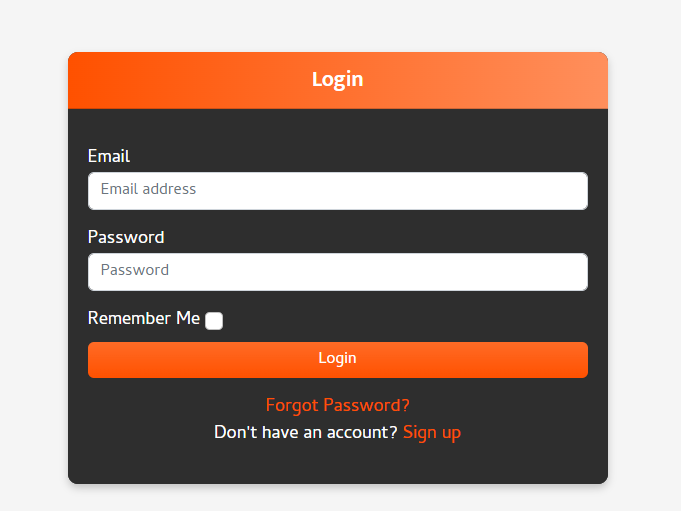 Login
Email
Email address
Password
Password
Remember Me
Login
Forgot Password?
Don't have an account? Sign up